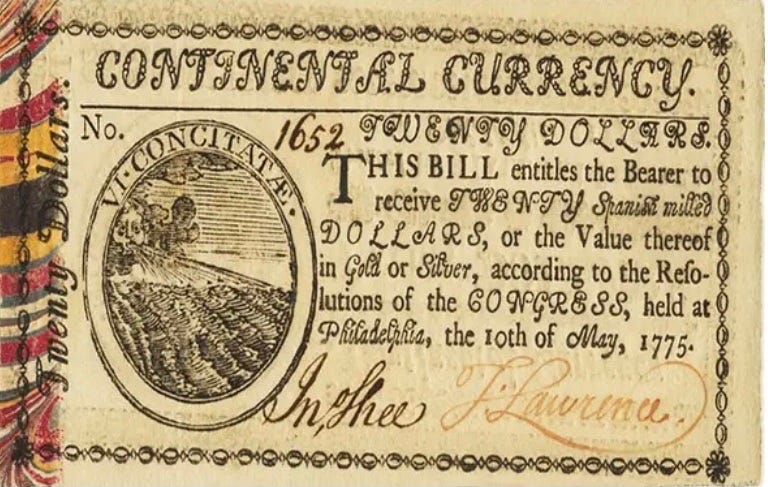 CONTINENTAL CURRENCY.
Twenty Dollars.
No. 1652
VI·CONCITATÆ.
TWENTY DOLLARS.
THIS BILL entitles the Bearer to
receive TWENTY Spanish milled
DOLLARS, or the Value thereof
in Gold or Silver, according to the Reso-
lutions of the CONGRESS, held at
Philadelphia, the 10th of May, 1775.
Jn, Shee
T: Lawrence.